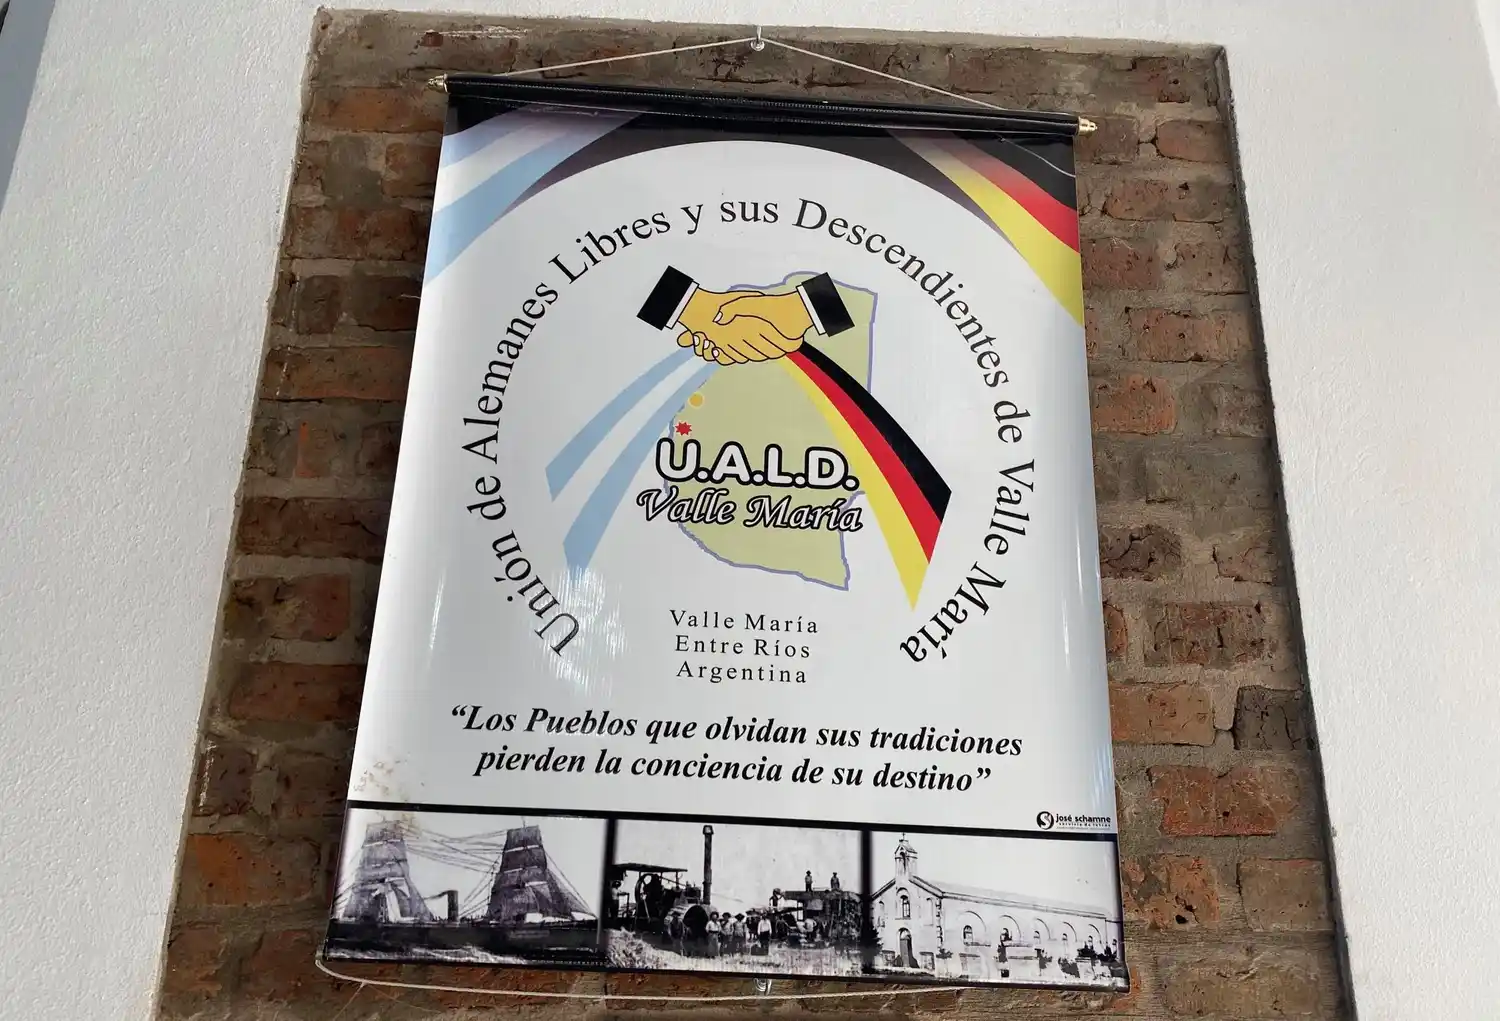 Unión de Alemanes Libres y sus Descendientes de Valle María
U.A.L.D.
Valle María
Valle María
Entre Ríos
Argentina
“Los Pueblos que olvidan sus tradiciones
pierden la conciencia de su destino”
josé schamne